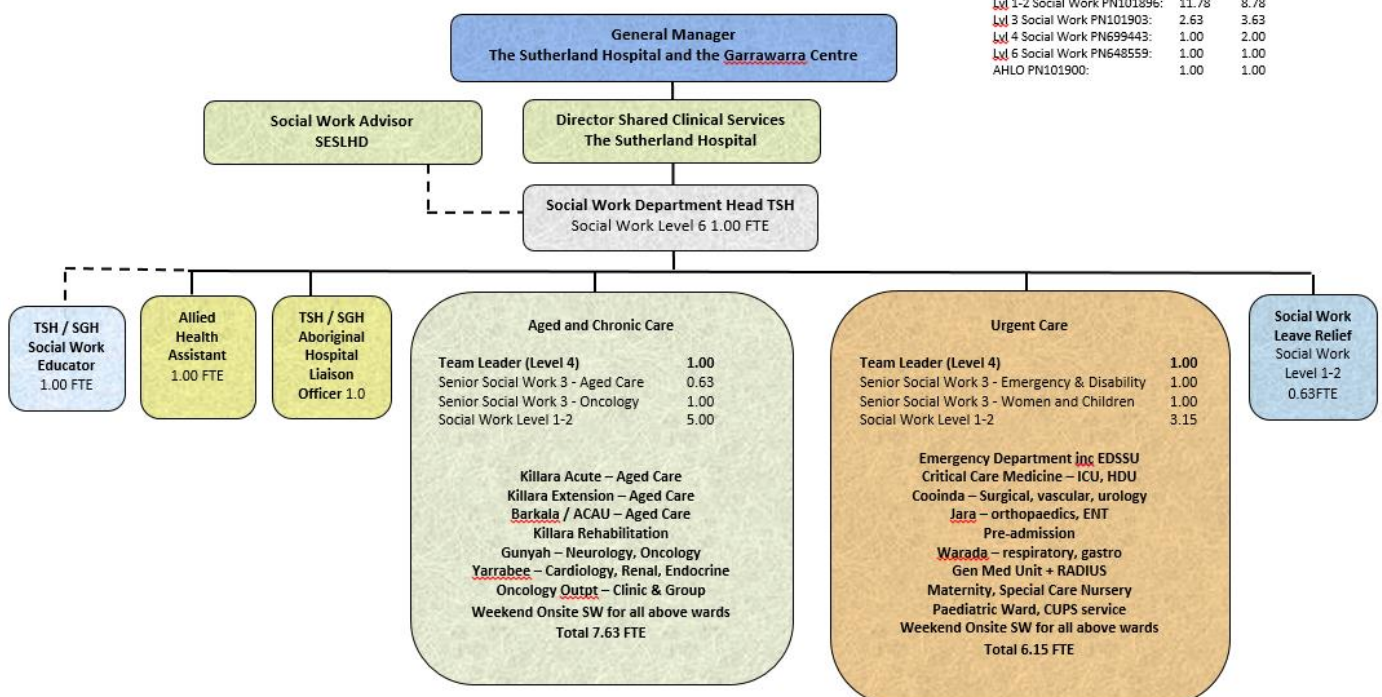 Lvl 1-2 Social Work PN101896: 11.78 8.78
Lvl 3 Social Work PN101903: 2.63 3.63
Lvl 4 Social Work PN699443: 1.00 2.00
Lvl 6 Social Work PN648559: 1.00 1.00
AHLO PN101900: 1.00 1.00
General Manager
The Sutherland Hospital and the Garrawarra Centre
Social Work Advisor
SESLHD
Director Shared Clinical Services
The Sutherland Hospital
Social Work Department Head TSH
Social Work Level 6 1.00 FTE
TSH / SGH
Social Work
Educator
1.00 FTE
Allied
Health
Assistant
1.00 FTE
TSH / SGH
Aboriginal
Hospital
Liaison
Officer 1.0
Aged and Chronic Care
Team Leader (Level 4) 1.00
Senior Social Work 3 - Aged Care 0.63
Senior Social Work 3 - Oncology 1.00
Social Work Level 1-2 5.00
Killara Acute – Aged Care
Killara Extension – Aged Care
Barkala / ACAU – Aged Care
Killara Rehabilitation
Gunyah – Neurology, Oncology
Yarrabee – Cardiology, Renal, Endocrine
Oncology Outpt – Clinic & Group
Weekend Onsite SW for all above wards
Total 7.63 FTE
Urgent Care
Team Leader (Level 4) 1.00
Senior Social Work 3 - Emergency & Disability 1.00
Senior Social Work 3 - Women and Children 1.00
Social Work Level 1-2 3.15
Emergency Department inc EDSSU
Critical Care Medicine – ICU, HDU
Cooinda – Surgical, vascular, urology
Jara – orthopaedics, ENT
Pre-admission
Warada – respiratory, gastro
Gen Med Unit + RADIUS
Maternity, Special Care Nursery
Paediatric Ward, CUPS service
Weekend Onsite SW for all above wards
Total 6.15 FTE
Social Work
Leave Relief
Social Work
Level 1-2
0.63FTE